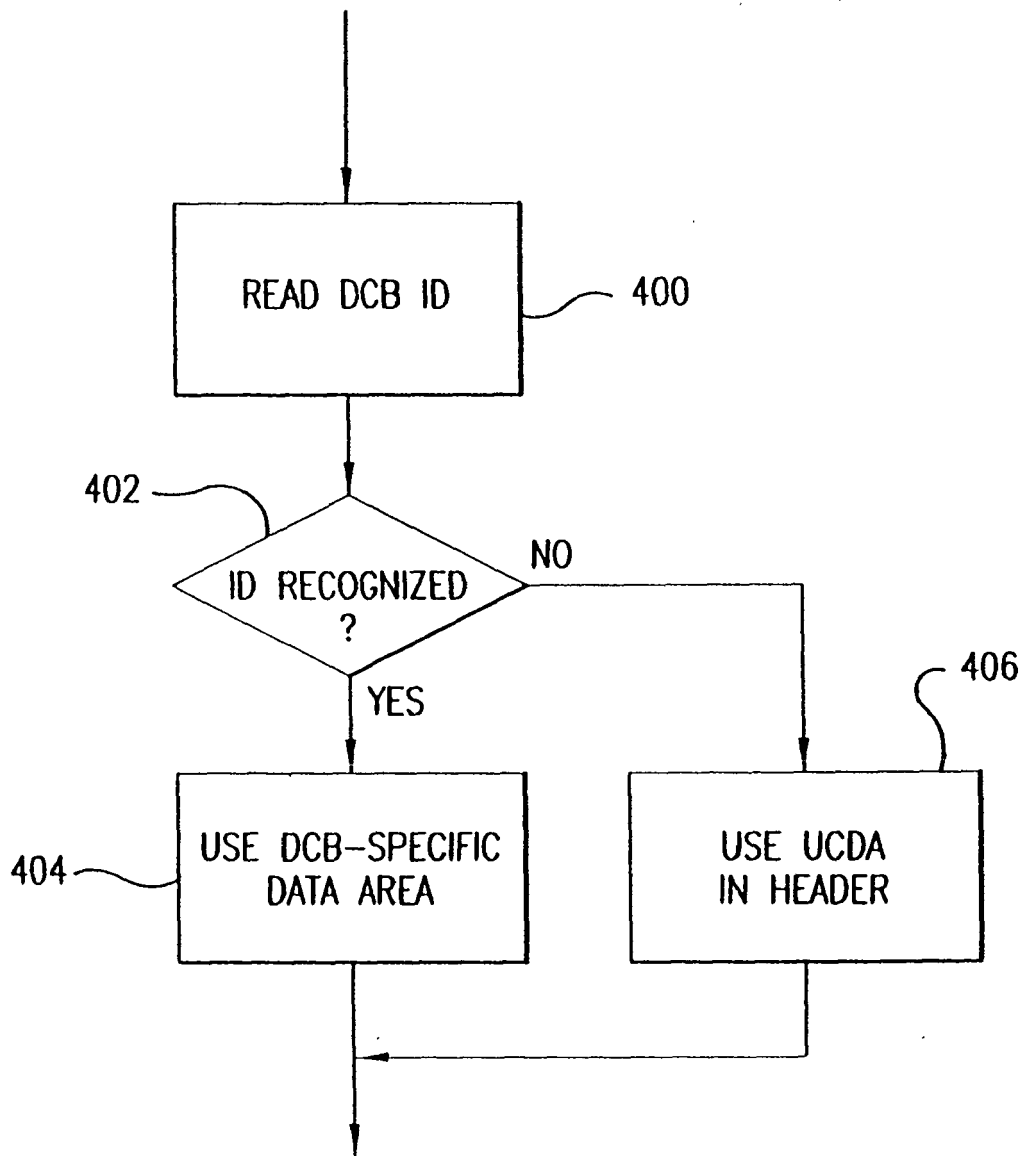 READ DCB ID
400
402
ID RECOGNIZED
?
NO
YES
406
USE DCB-SPECIFIC
DATA AREA
404
USE UCDA
IN HEADER